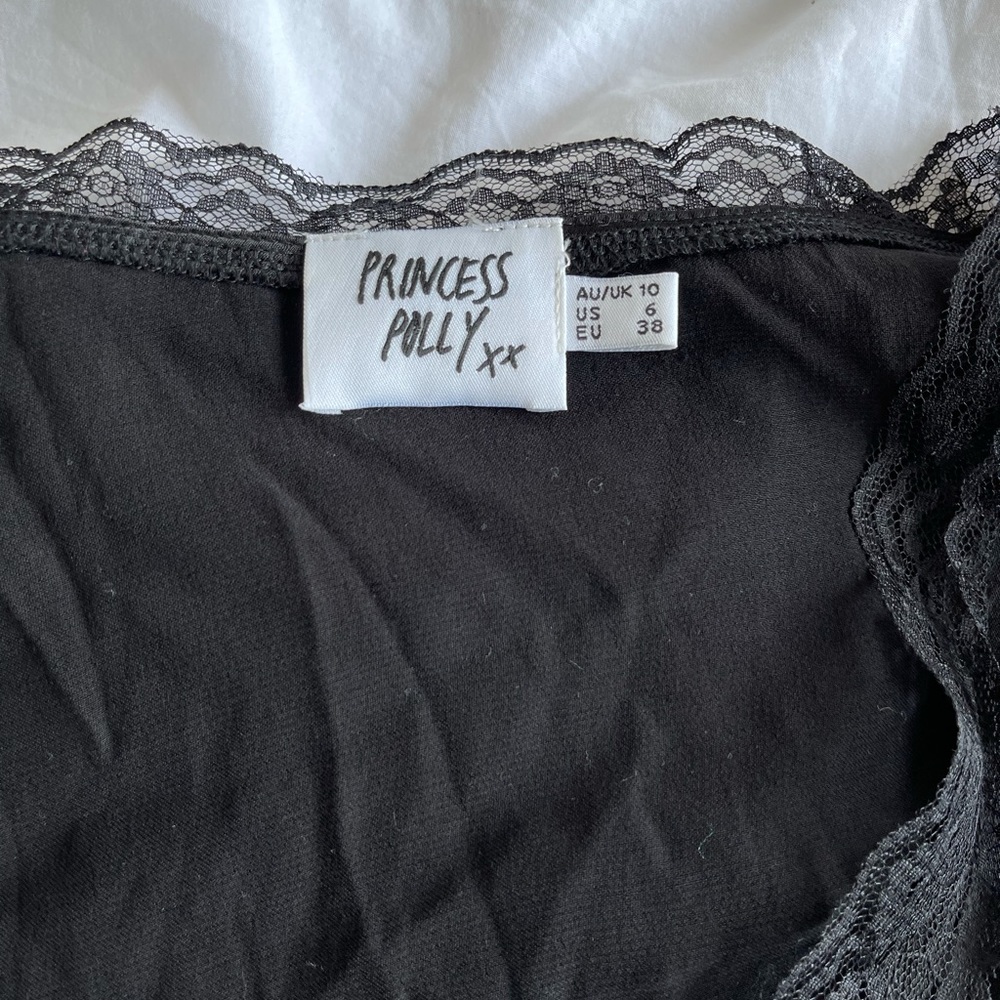 PRINCESS
POLLY xx
AU/UK 10
US 6
EU 38